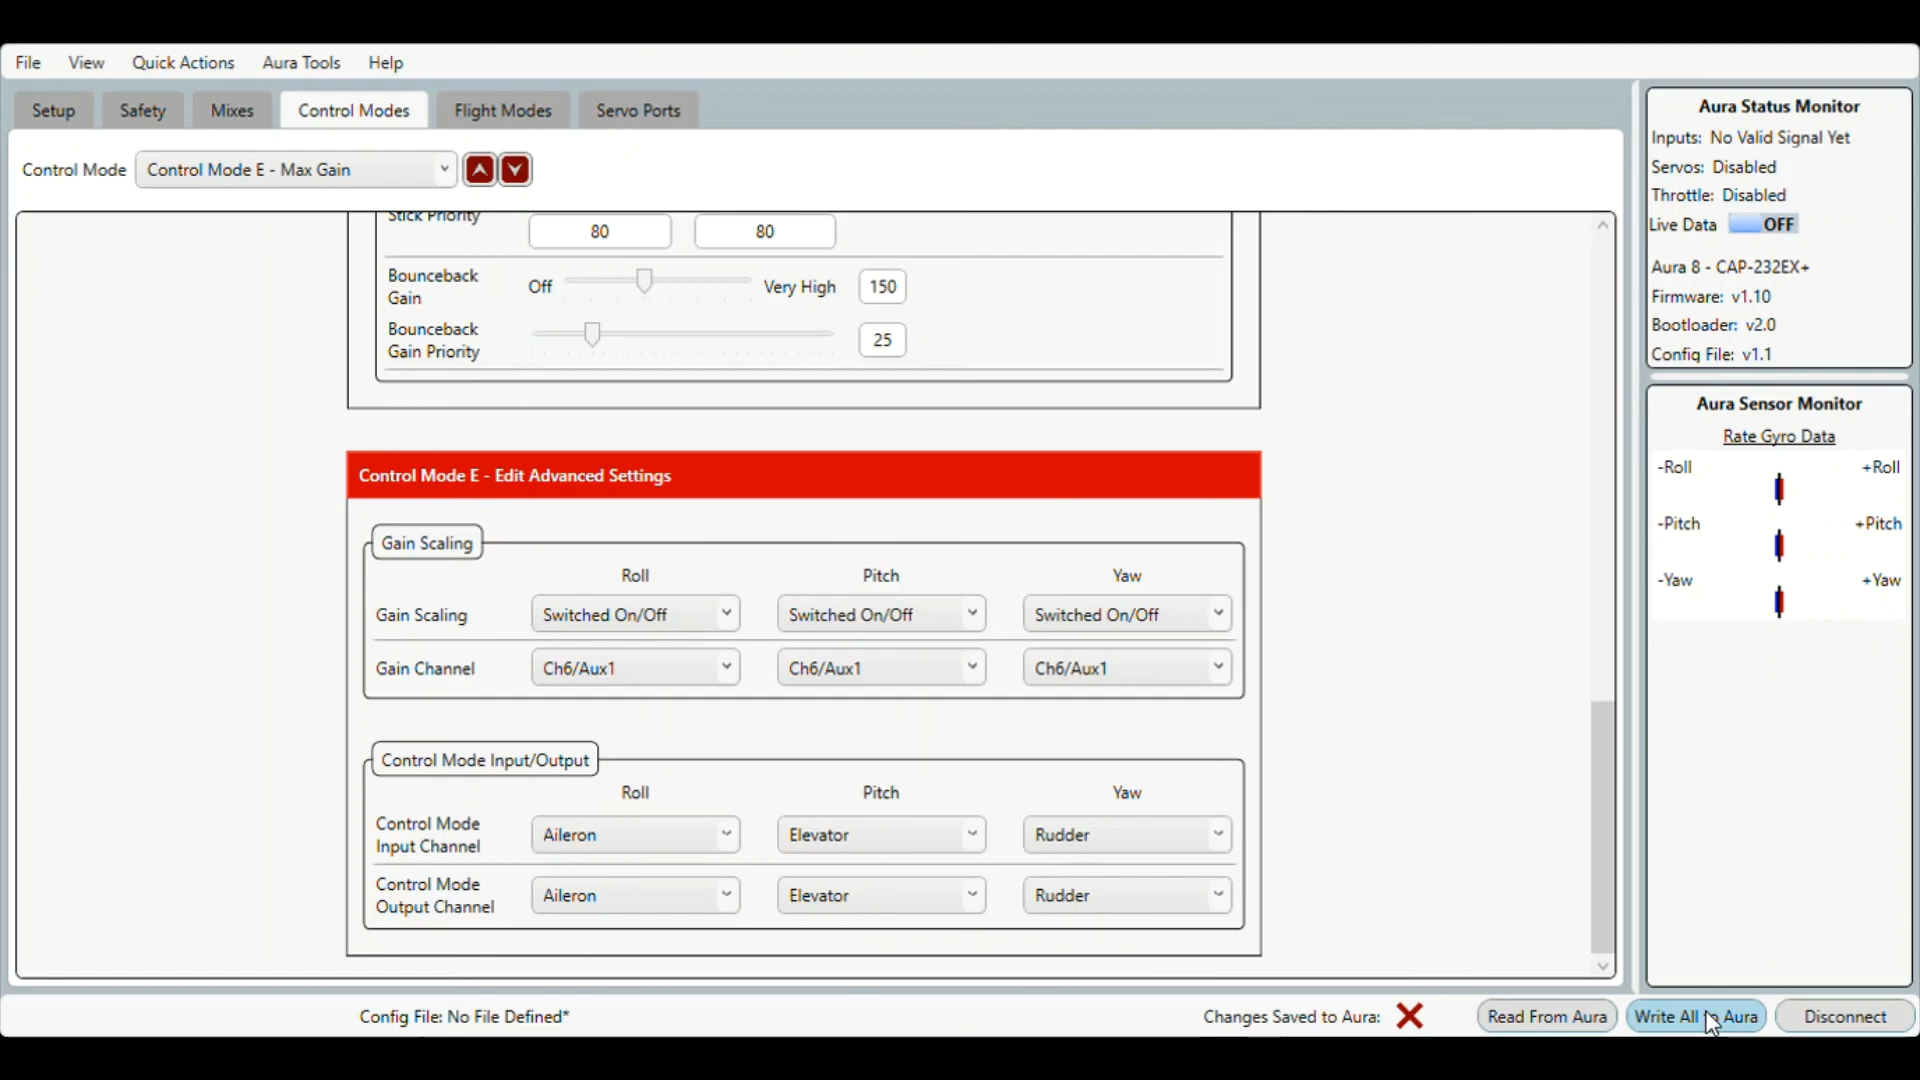 File View Quick Actions Aura Tools Help
Setup Safety Mixes Control Modes Flight Modes Servo Ports
Control Mode Control Mode E - Max Gain
Stick Priority 80 80
Bounceback
Gain
Off Very High 150
Bounceback
Gain Priority
25
Control Mode E - Edit Advanced Settings
Gain Scaling
Roll Pitch Yaw
Gain Scaling Switched On/Off Switched On/Off Switched On/Off
Gain Channel Ch6/Aux1 Ch6/Aux1 Ch6/Aux1
Control Mode Input/Output
Roll Pitch Yaw
Control Mode
Input Channel
Aileron Elevator Rudder
Control Mode
Output Channel
Aileron Elevator Rudder
Aura Status Monitor
Inputs: No Valid Signal Yet
Servos: Disabled
Throttle: Disabled
Live Data OFF
Aura 8 - CAP-232EX+
Firmware: v1.10
Bootloader: v2.0
Config File: v1.1
Aura Sensor Monitor
Rate Gyro Data
-Roll +Roll
-Pitch +Pitch
-Yaw +Yaw
Config File: No File Defined* Changes Saved to Aura: Read From Aura Write All to Aura Disconnect